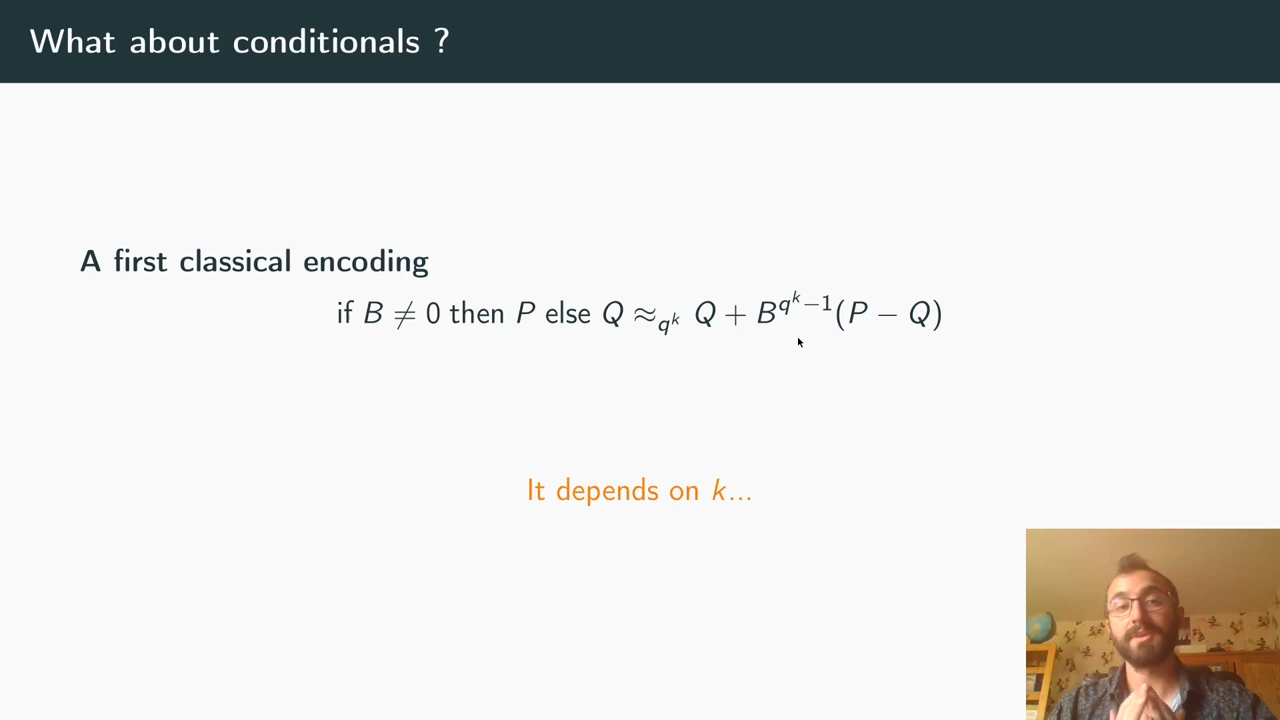 What about conditionals ?
A first classical encoding
if B ≠ 0 then P else Q ≈_{q^k} Q + B^{q^k−1}(P − Q)
It depends on k...